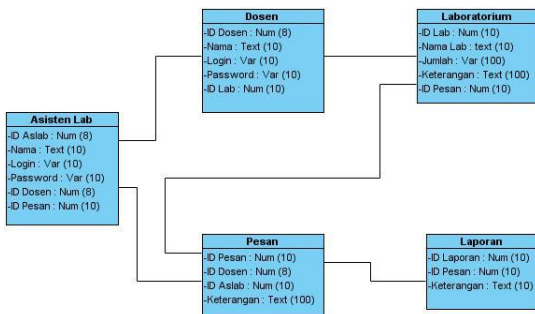 Dosen
-ID Dosen : Num (8)
-Nama : Text (10)
-Login : Var (10)
-Password : Var (10)
-ID Lab : Num (10)
Laboratorium
-ID Lab : Num (10)
-Nama Lab : text (10)
-Jumlah : Var (100)
-Keterangan : Text (100)
-ID Pesan : Num (10)
Asisten Lab
-ID Aslab : Num (8)
-Nama : Text (10)
-Login : Var (10)
-Password : Var (10)
-ID Dosen : Num (8)
-ID Pesan : Num (10)
Pesan
-ID Pesan : Num (10)
-ID Dosen : Num (8)
-ID Aslab : Num (10)
-Keterangan : Text (100)
Laporan
-ID Laporan : Num (10)
-ID Pesan : Num (10)
-Keterangan : Text (10)